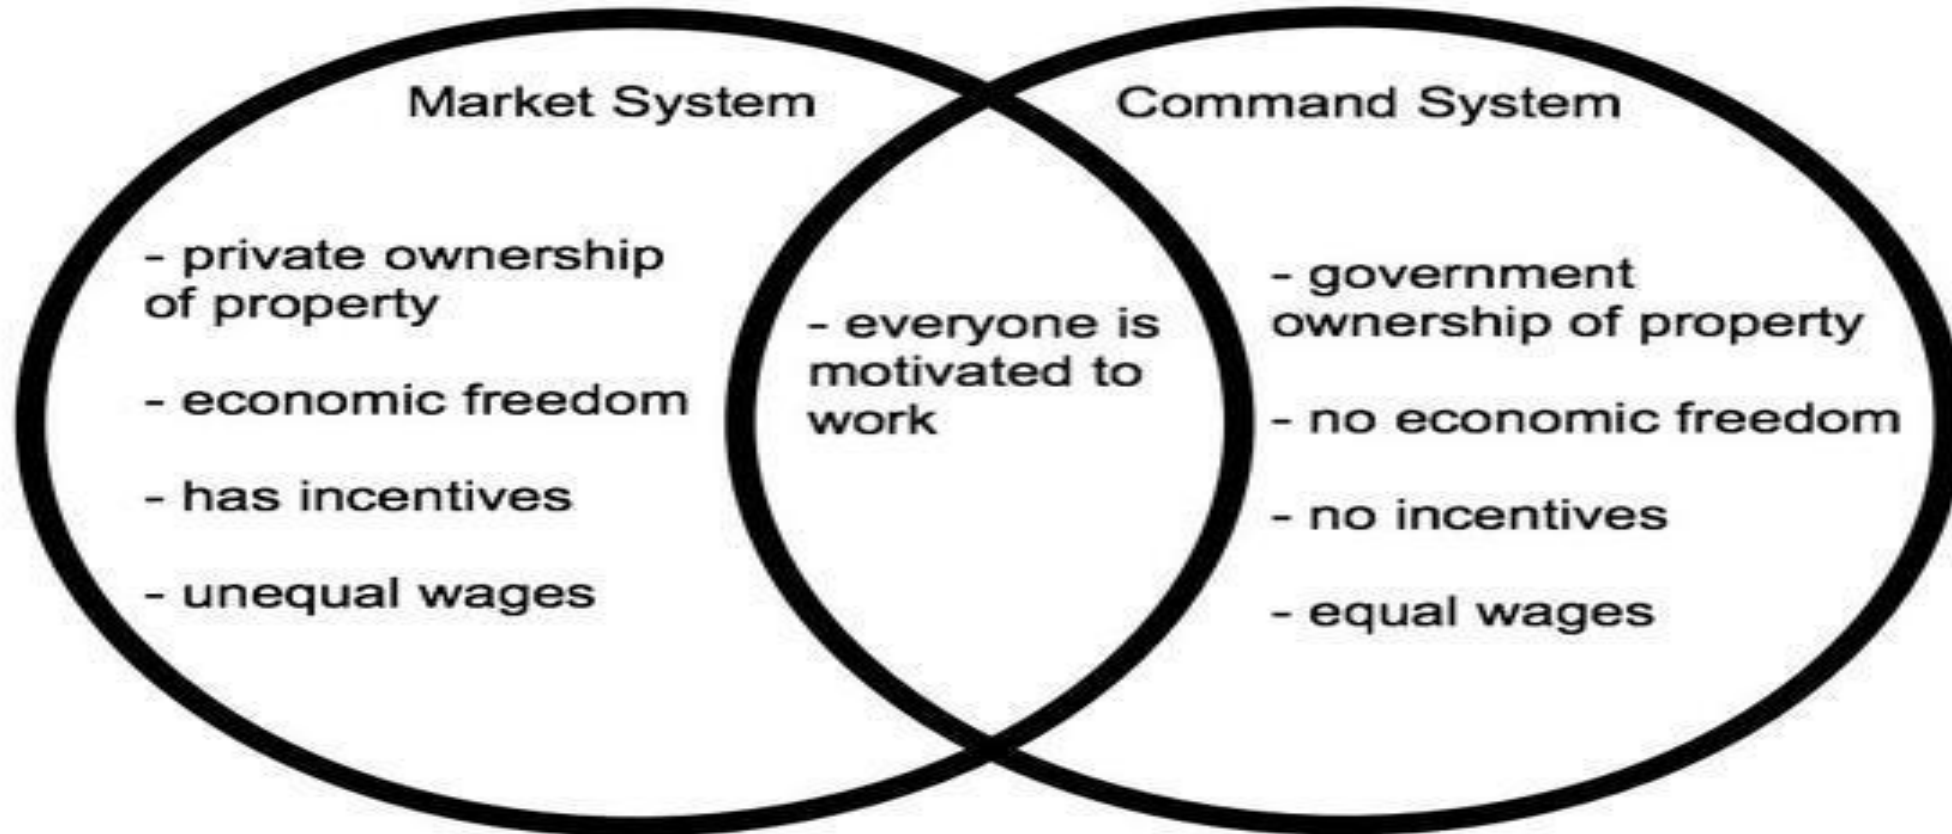 Market System
- private ownership
of property
- economic freedom
- has incentives
- unequal wages
- everyone is
motivated to
work
Command System
- government
ownership of property
- no economic freedom
- no incentives
- equal wages